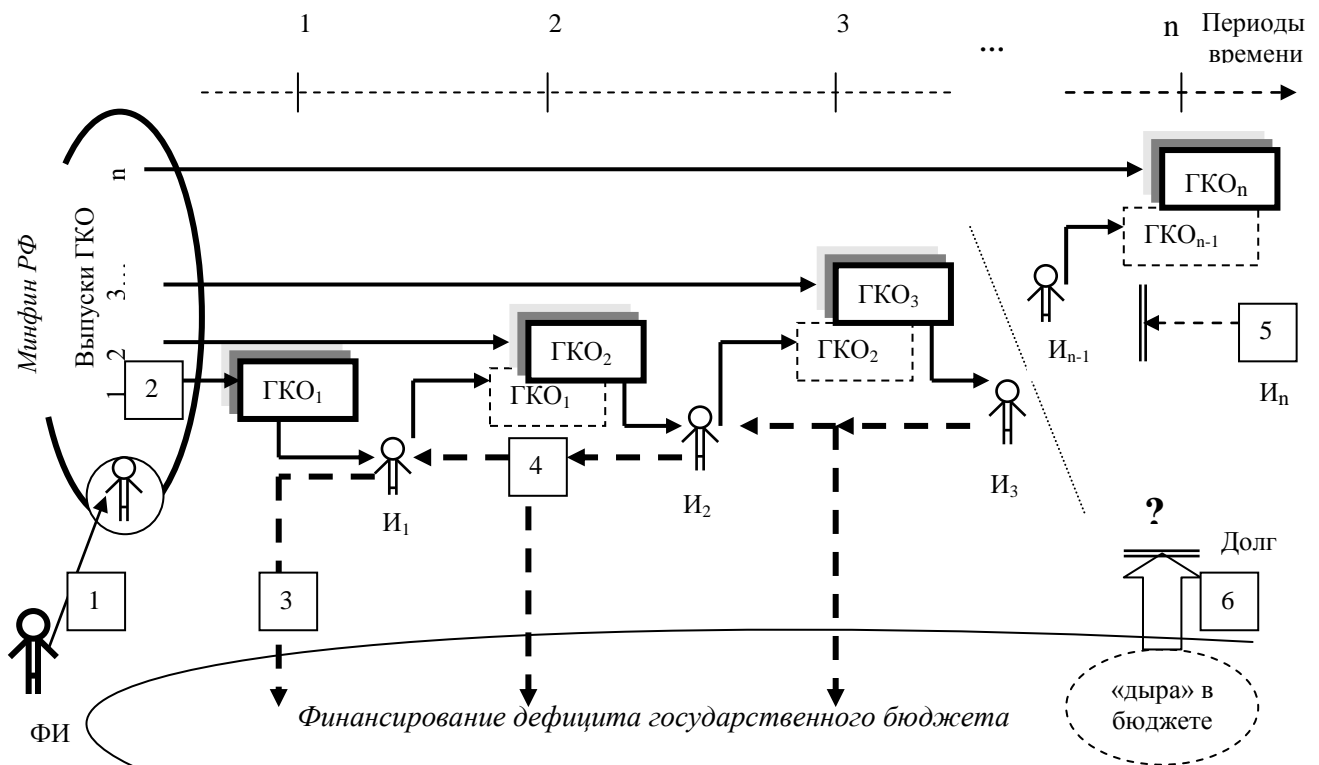 1
2
3
...
n
Периоды
времени
Минфин РФ
Выпуски ГКО
1
2
3...
n
ГКОn
ГКОn-1
ГКО3
ГКО2
ГКО2
ГКО1
ГКО1
2
5
Иn-1
Иn
4
И1
И2
И3
?
Долг
1
3
6
ФИ
Финансирование дефицита государственного бюджета
«дыра» в
бюджете